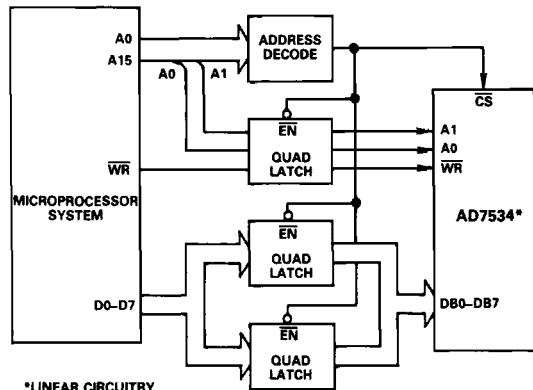 A0
A15
A0
A1
ADDRESS
DECODE
CS
EN
QUAD
LATCH
A1
A0
WR
WR
MICROPROCESSOR
SYSTEM
AD7534*
EN
QUAD
LATCH
D0–D7
DB0–DB7
EN
QUAD
LATCH
*LINEAR CIRCUITRY